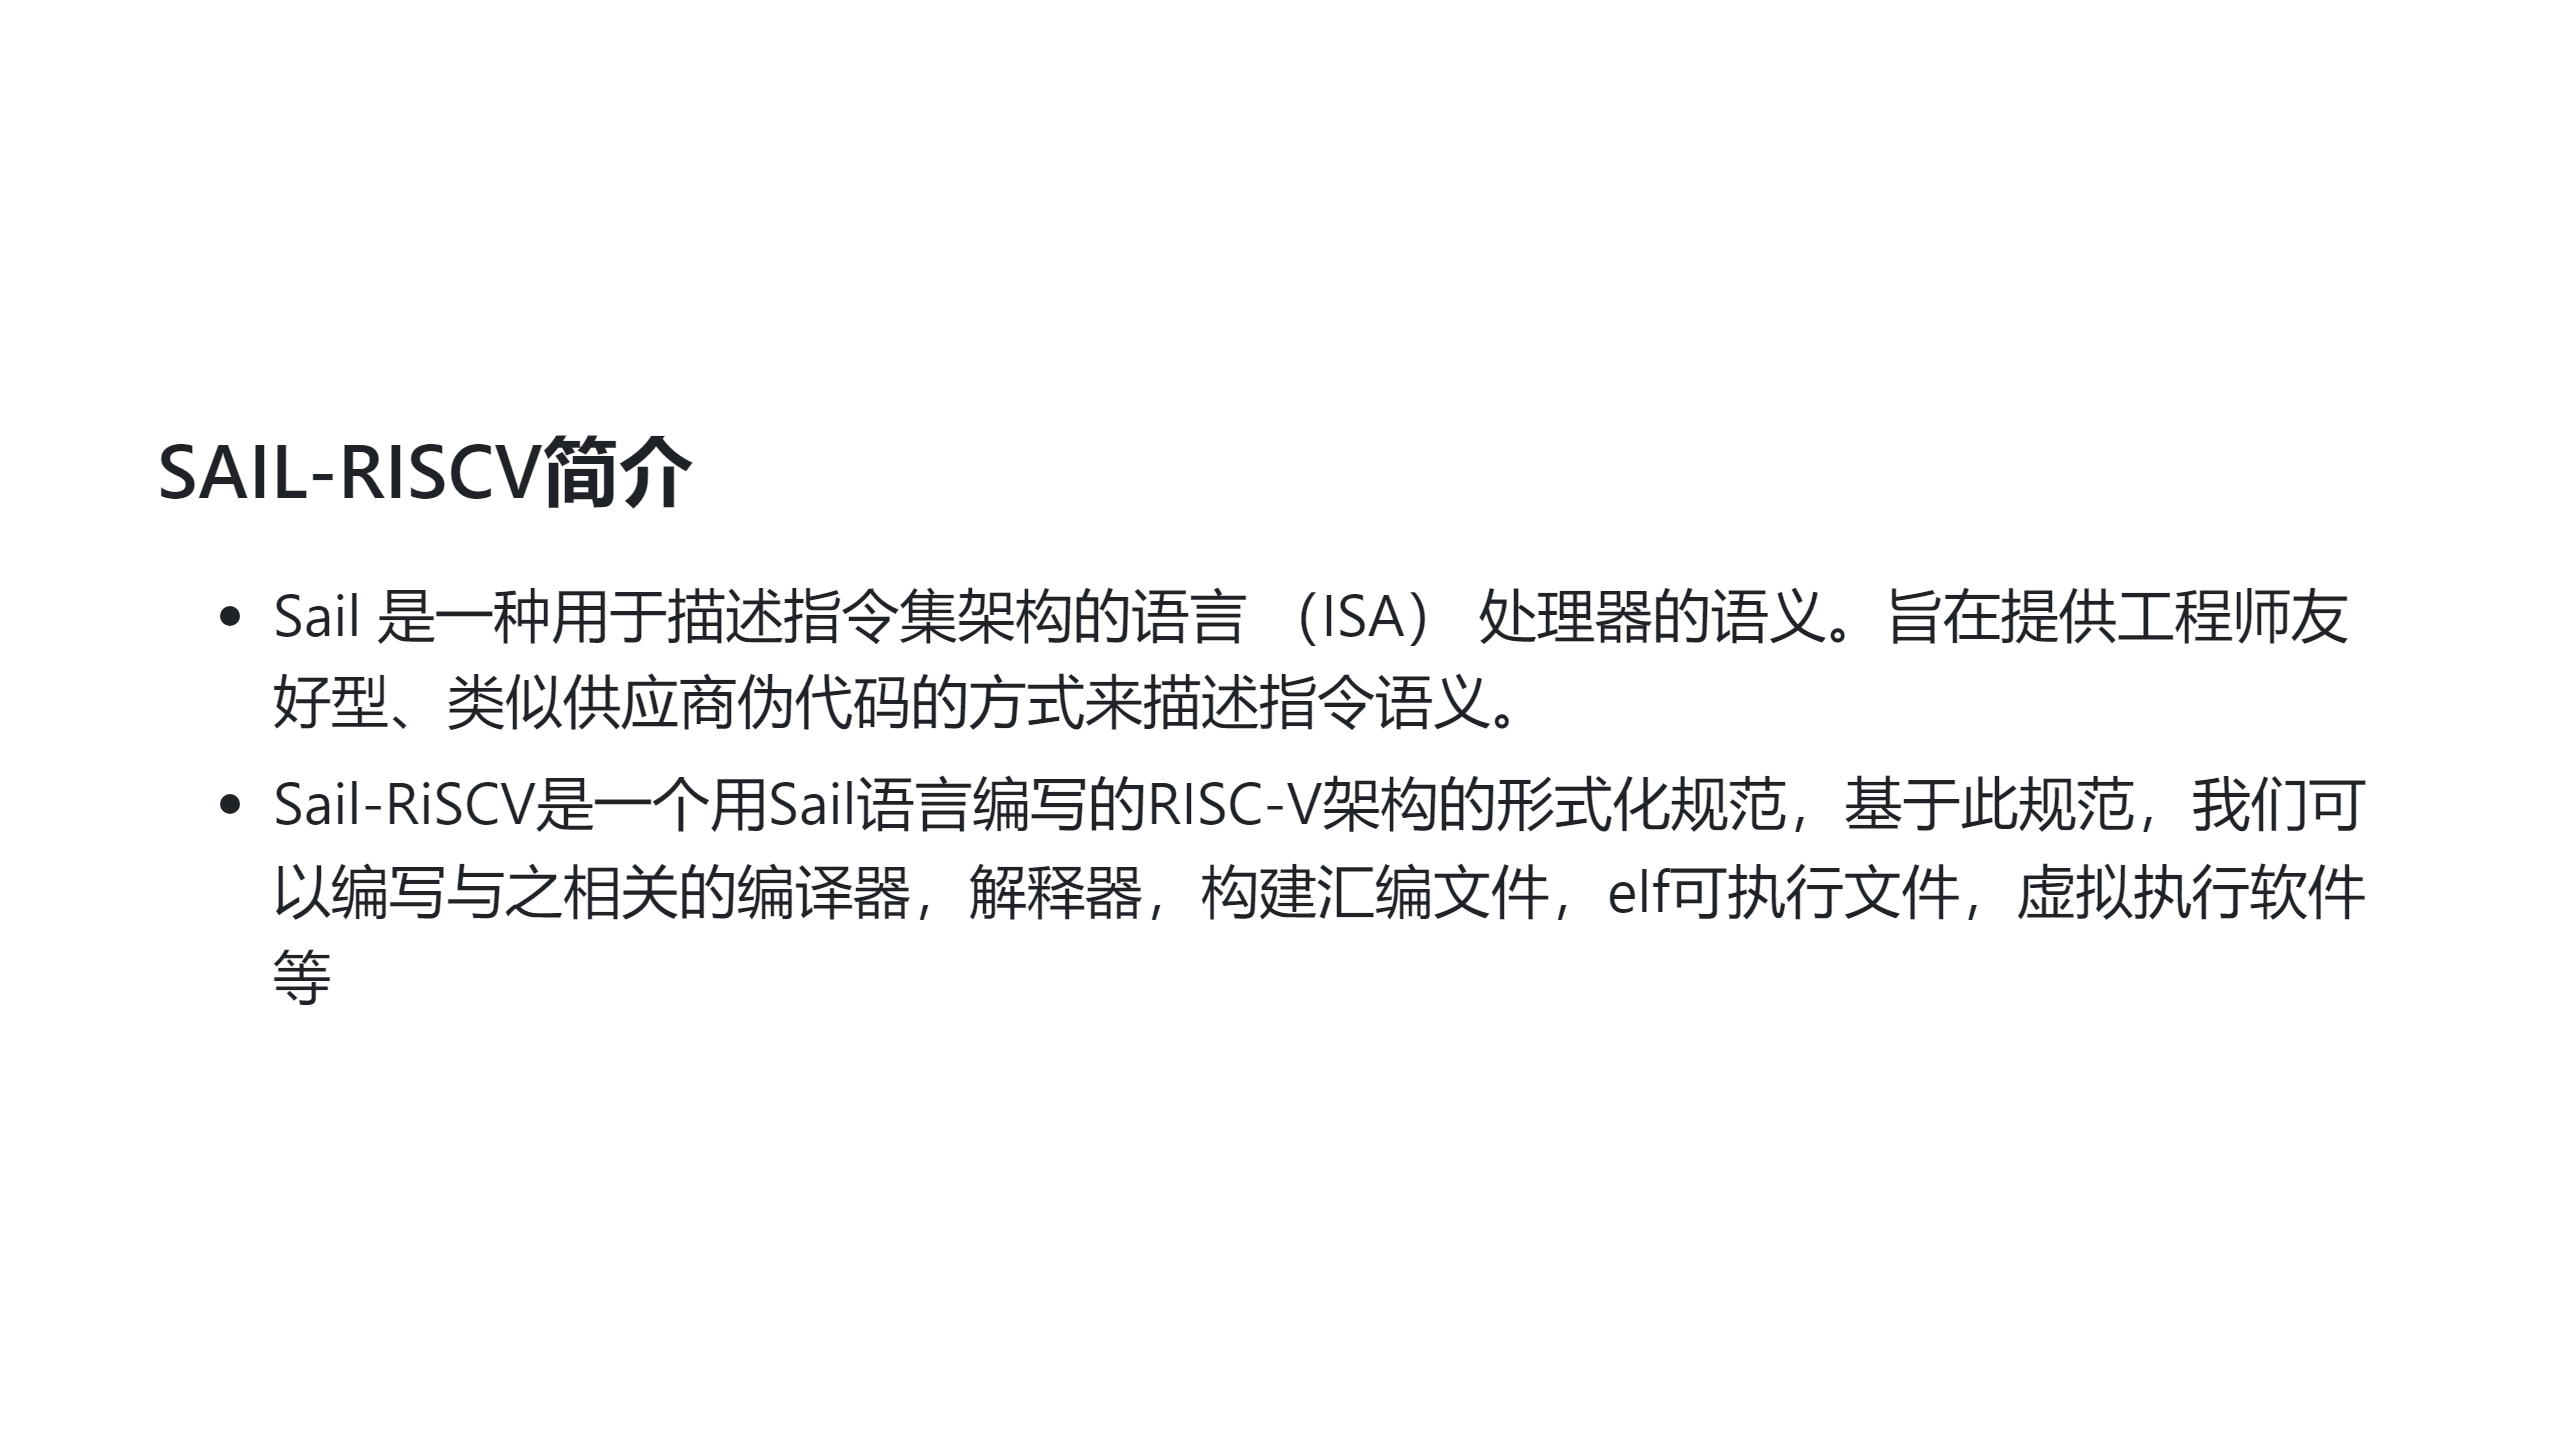 SAIL-RISCV简介
Sail 是一种用于描述指令集架构的语言 （ISA） 处理器的语义。旨在提供工程师友
好型、类似供应商伪代码的方式来描述指令语义。
Sail-RiSCV是一个用Sail语言编写的RISC-V架构的形式化规范，基于此规范，我们可
以编写与之相关的编译器，解释器，构建汇编文件，elf可执行文件，虚拟执行软件
等